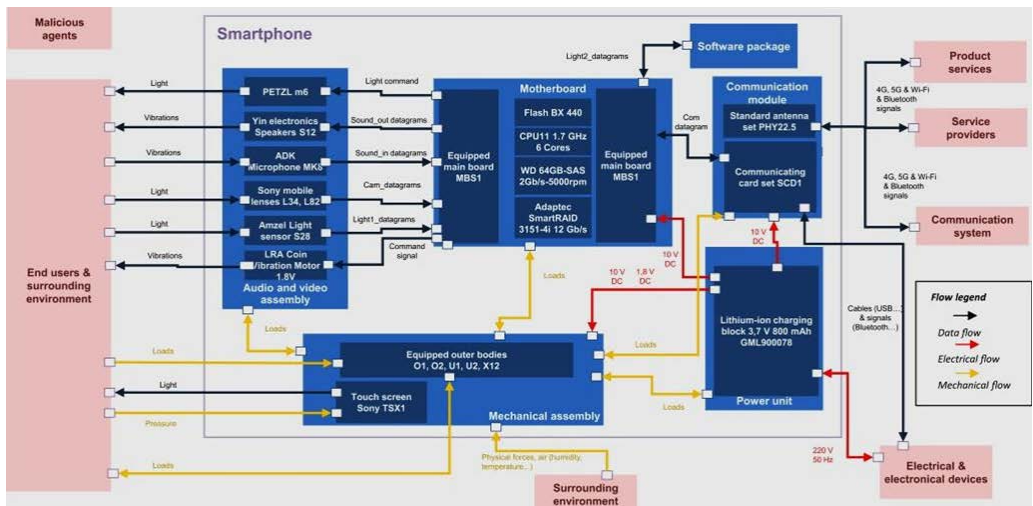 Malicious
agents
Smartphone
Software package
Light2_datagrams
Product
services
Service
providers
Communication
system
4G, 5G & Wi-Fi
& Bluetooth
signals
4G, 5G & Wi-Fi
& Bluetooth
signals
End users &
surrounding
environment
Light
Vibrations
Vibrations
Light
Light
Vibrations
PETZL m6
Yin electronics
Speakers S12
ADK
Microphone MK8
Sony mobile
lenses L34, L82
Amzel Light
sensor S28
LRA Coin
Vibration Motor
1.8V
Audio and video
assembly
Light command
Sound_out datagrams
Sound_in datagrams
Cam_datagrams
Light1_datagrams
Command
signal
Motherboard
Equipped
main board
MBS1
Flash BX 440
CPU11 1.7 GHz
6 Cores
WD 64GB-SAS
2Gb/s-5000rpm
Adaptec
SmartRAID
3151-4i 12 Gb/s
Equipped
main board
MBS1
Com
datagram
Communication
module
Standard antenna
set PHY22.5
Communicating
card set SCD1
10 V
DC
10 V
DC
10 V
DC
1,8 V
DC
Loads
Loads
Loads
Loads
Loads
Loads
Loads
Light
Pressure
Lithium-ion charging
block 3,7 V 800 mAh
GML900078
Power unit
Equipped outer bodies
O1, O2, U1, U2, X12
Touch screen
Sony TSX1
Mechanical assembly
Physical forces, air (humidity,
temperature...)
Surrounding
environment
220 V
50 Hz
Cables (USB...)
& signals
(Bluetooth...)
Electrical &
electronical devices
Flow legend
Data flow
Electrical flow
Mechanical flow